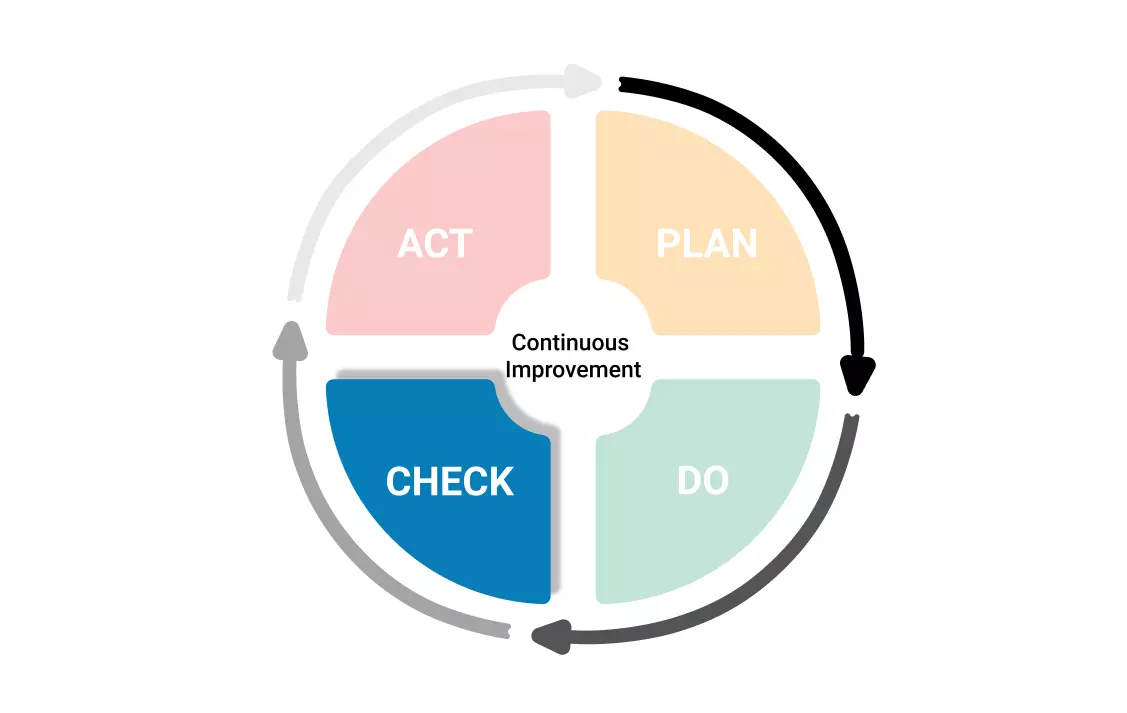 ACT
PLAN
Continuous
Improvement
CHECK
DO